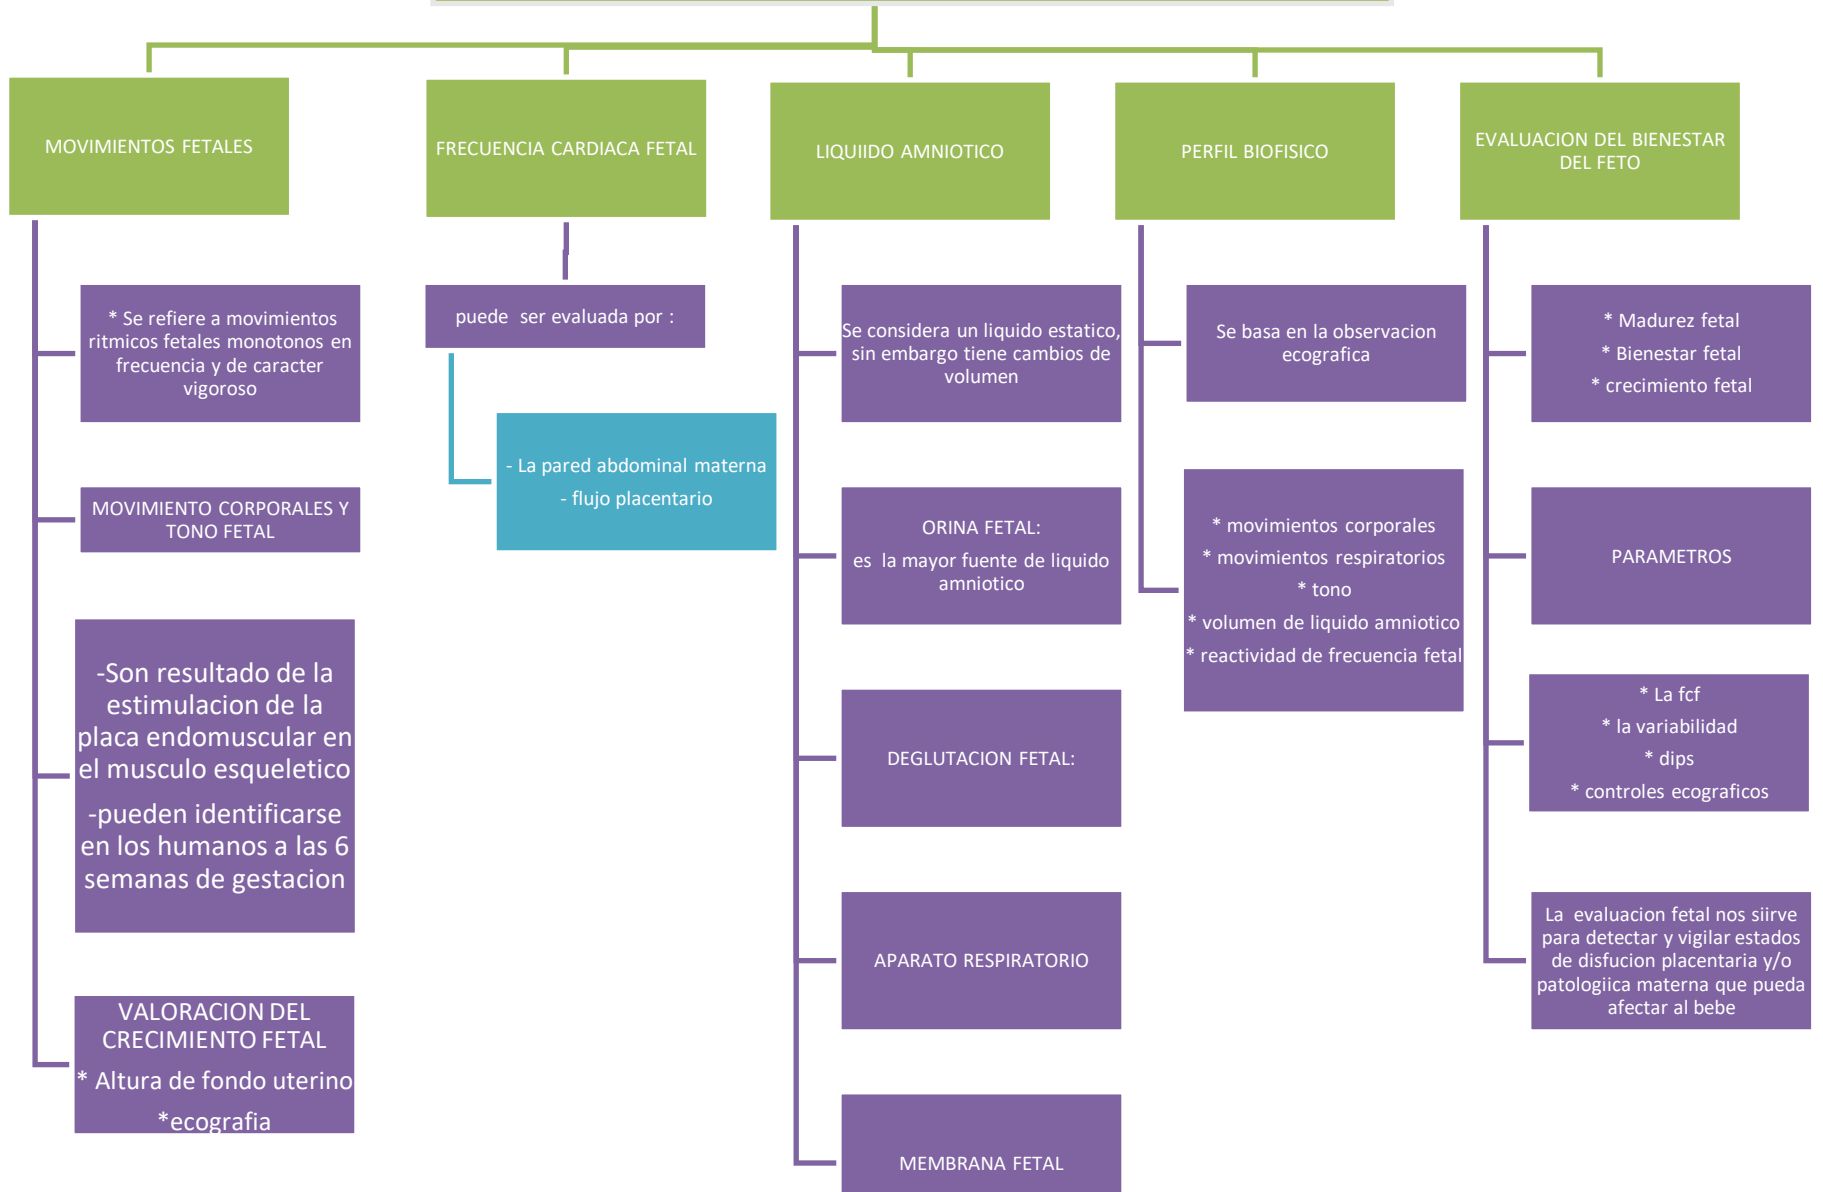 MOVIMIENTOS FETALES
* Se refiere a movimientos
ritmicos fetales monotonos en
frecuencia y de caracter
vigoroso
MOVIMIENTO CORPORALES Y
TONO FETAL
-Son resultado de la
estimulacion de la
placa endomuscular en
el musculo esqueletico
-pueden identificarse
en los humanos a las 6
semanas de gestacion
VALORACION DEL
CRECIMIENTO FETAL
* Altura de fondo uterino
*ecografia
FRECUENCIA CARDIACA FETAL
puede ser evaluada por :
- La pared abdominal materna
- flujo placentario
LIQUIIDO AMNIOTICO
Se considera un liquido estatico,
sin embargo tiene cambios de
volumen
ORINA FETAL:
es la mayor fuente de liquido
amniotico
DEGLUTACION FETAL:
APARATO RESPIRATORIO
MEMBRANA FETAL
PERFIL BIOFISICO
Se basa en la observacion
ecografica
* movimientos corporales
* movimientos respiratorios
* tono
* volumen de liquido amniotico
* reactividad de frecuencia fetal
EVALUACION DEL BIENESTAR
DEL FETO
* Madurez fetal
* Bienestar fetal
* crecimiento fetal
PARAMETROS
* La fcf
* la variabilidad
* dips
* controles ecograficos
La evaluacion fetal nos siirve
para detectar y vigilar estados
de disfucion placentaria y/o
patologiica materna que pueda
afectar al bebe